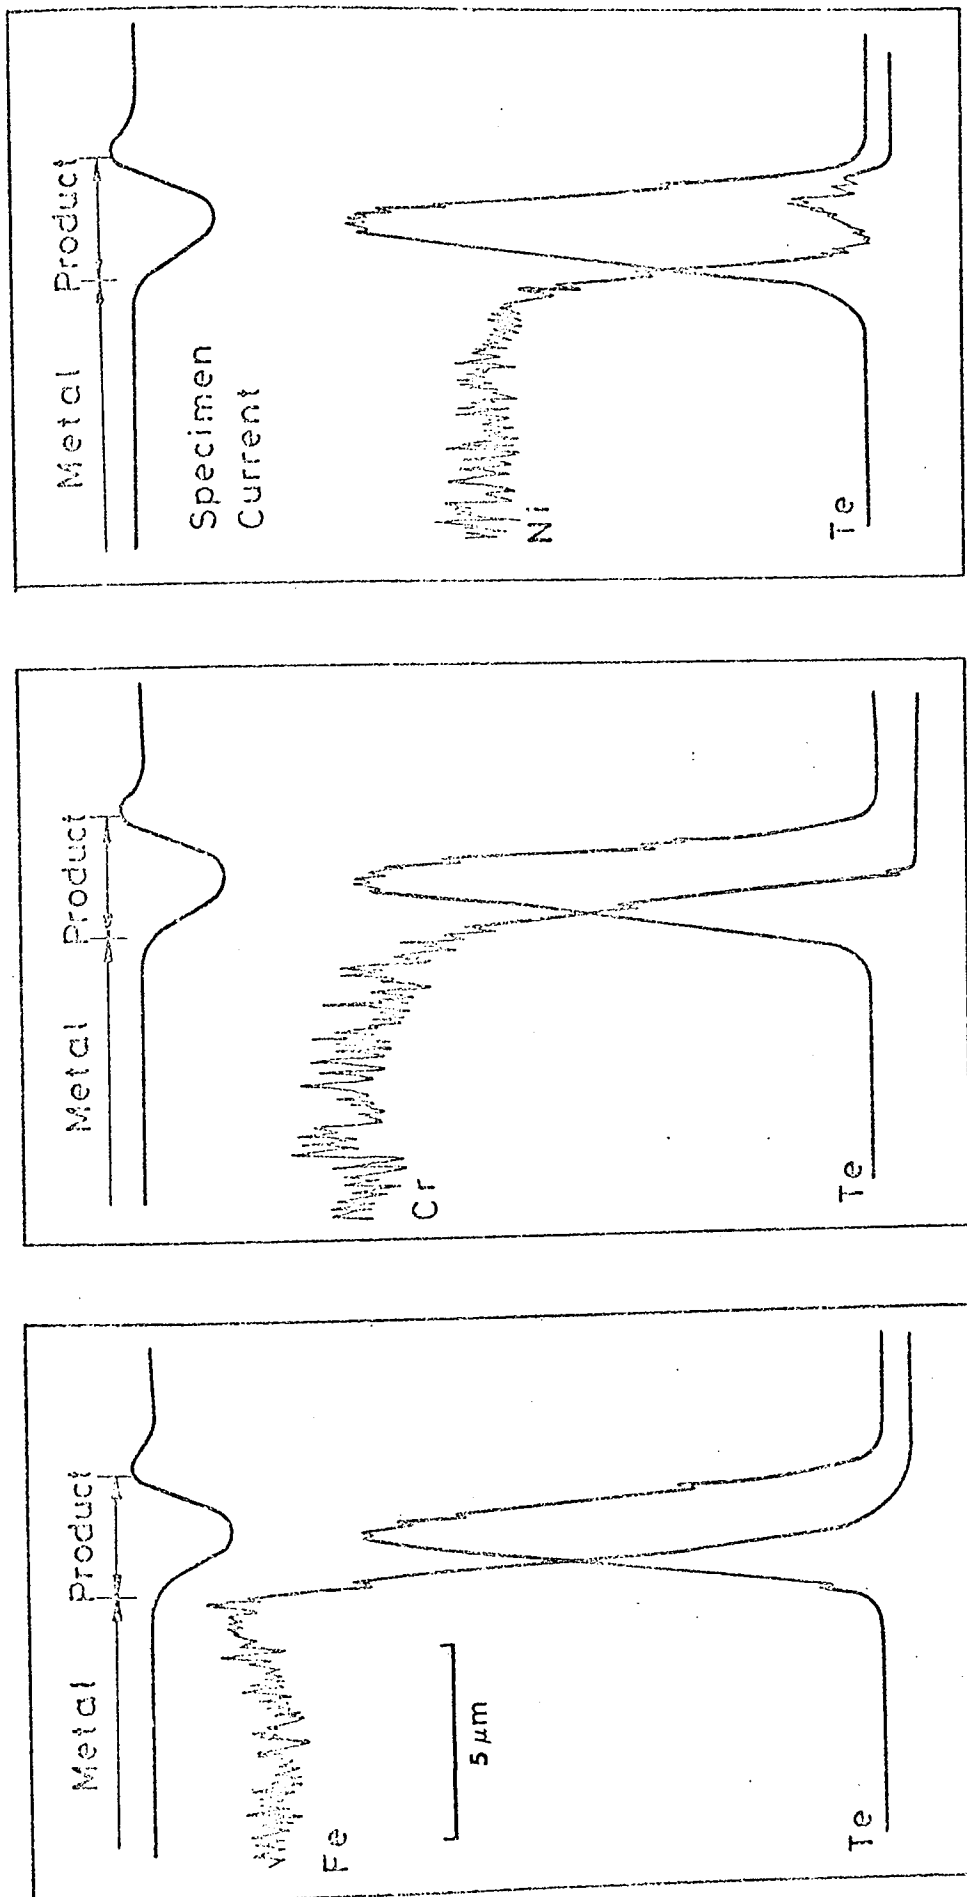 Metal Product
Fe
5 μm
Te
Metal Product
Cr
Te
Metal Product
Specimen
Current
Ni
Te